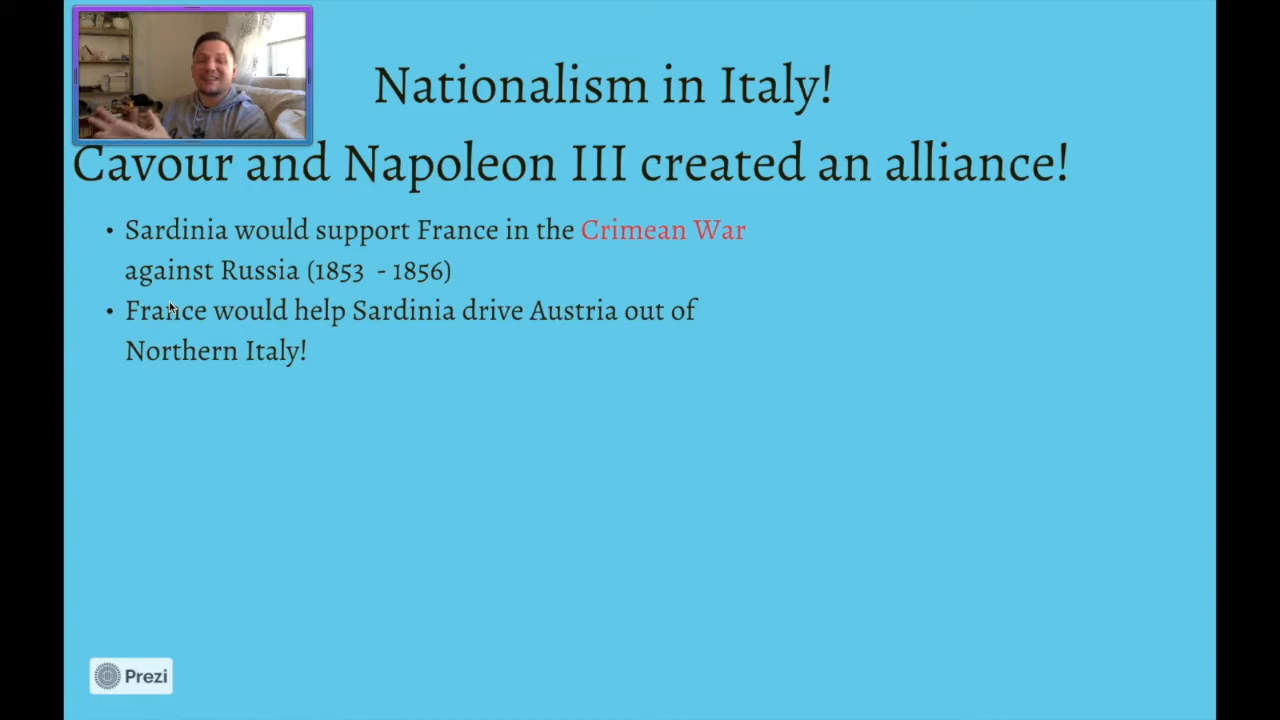 Nationalism in Italy!
Cavour and Napoleon III created an alliance!
• Sardinia would support France in the Crimean War
against Russia (1853  - 1856)
• France would help Sardinia drive Austria out of
Northern Italy!
Prezi